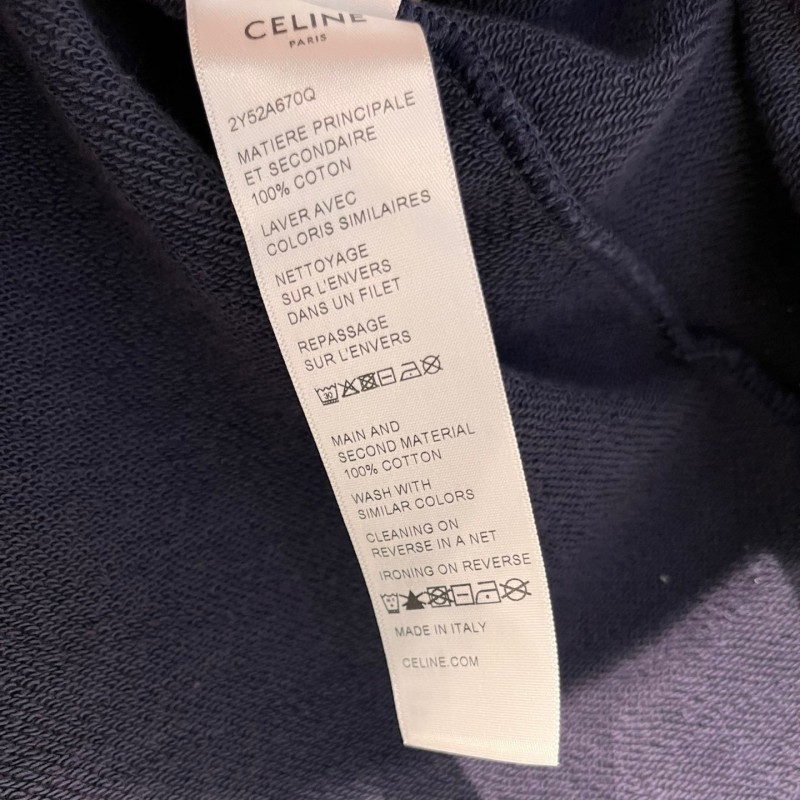 CELINE
PARIS
2Y52A670Q
MATIERE PRINCIPALE
ET SECONDAIRE
100% COTON
LAVER AVEC
COLORIS SIMILAIRES
NETTOYAGE
SUR L'ENVERS
DANS UN FILET
REPASSAGE
SUR L'ENVERS
30
MAIN AND
SECOND MATERIAL
100% COTTON
WASH WITH
SIMILAR COLORS
CLEANING ON
REVERSE IN A NET
IRONING ON REVERSE
MADE IN ITALY
CELINE.COM